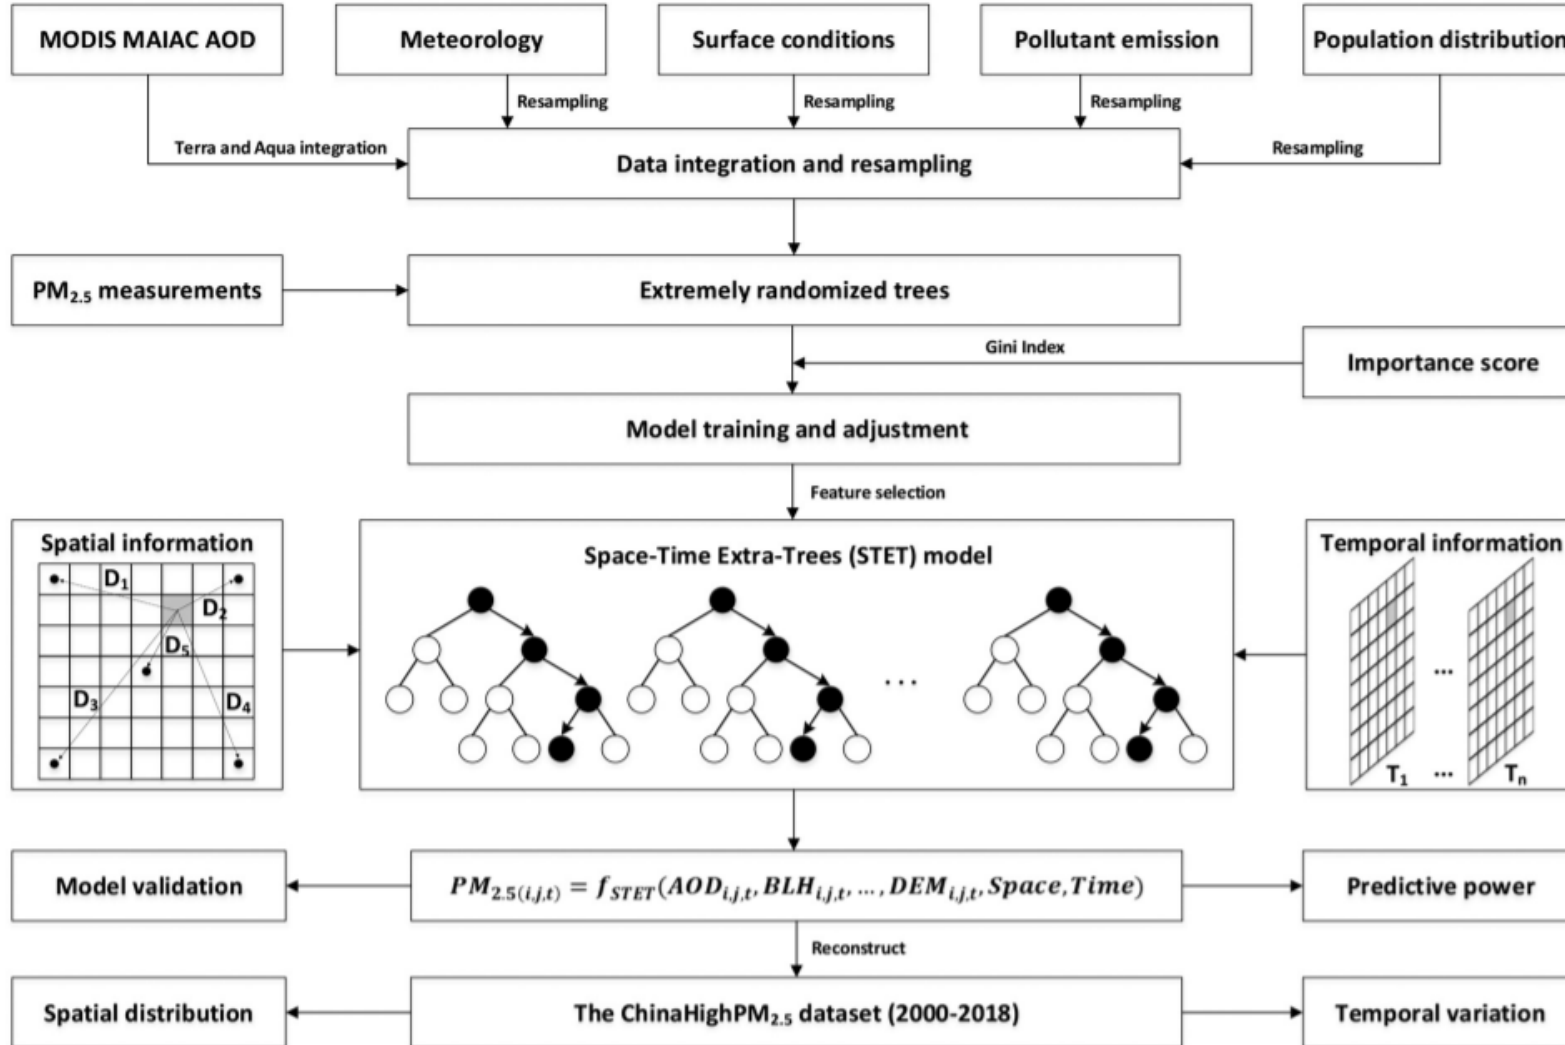 MODIS MAIAC AOD
Meteorology
Surface conditions
Pollutant emission
Population distribution
Resampling
Resampling
Resampling
Terra and Aqua integration
Resampling
Data integration and resampling
PM2.5 measurements
Extremely randomized trees
Gini Index
Importance score
Model training and adjustment
Feature selection
Spatial information
D1
D2
D5
D3
D4
Space-Time Extra-Trees (STET) model
...
Temporal information
...
T1 ... Tn
Model validation
PM2.5(i,j,t) = fSTET(AODi,j,t, BLHi,j,t, ..., DEMi,j,t, Space, Time)
Predictive power
Reconstruct
Spatial distribution
The ChinaHighPM2.5 dataset (2000-2018)
Temporal variation